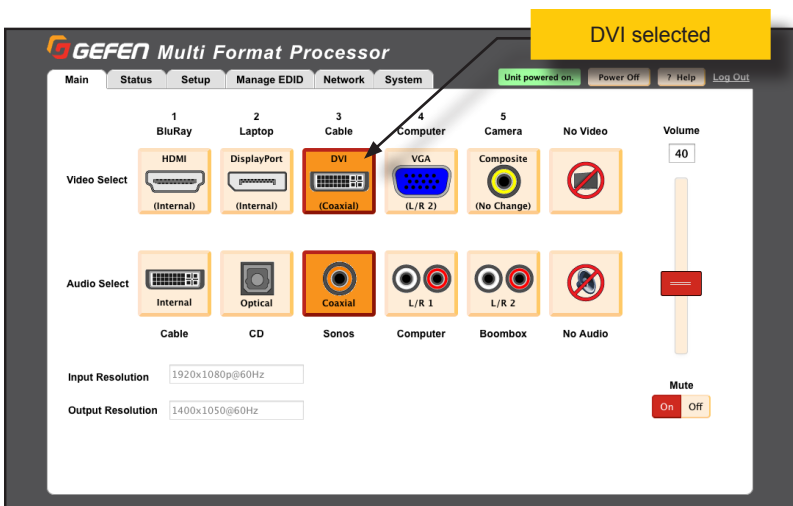 DVI selected
GEFEN Multi Format Processor
Main Status Setup Manage EDID Network System Unit powered on. Power Off ? Help Log Out
1 2 3 4 5
BluRay Laptop Cable Computer Camera No Video Volume
40
HDMI DisplayPort DVI VGA Composite
Video Select
(Internal) (Internal) (Coaxial) (L/R 2) (No Change)
Audio Select
Internal Optical Coaxial L/R 1 L/R 2
Cable CD Sonos Computer Boombox No Audio
Input Resolution 1920x1080p@60Hz
Mute
Output Resolution 1400x1050@60Hz
On Off